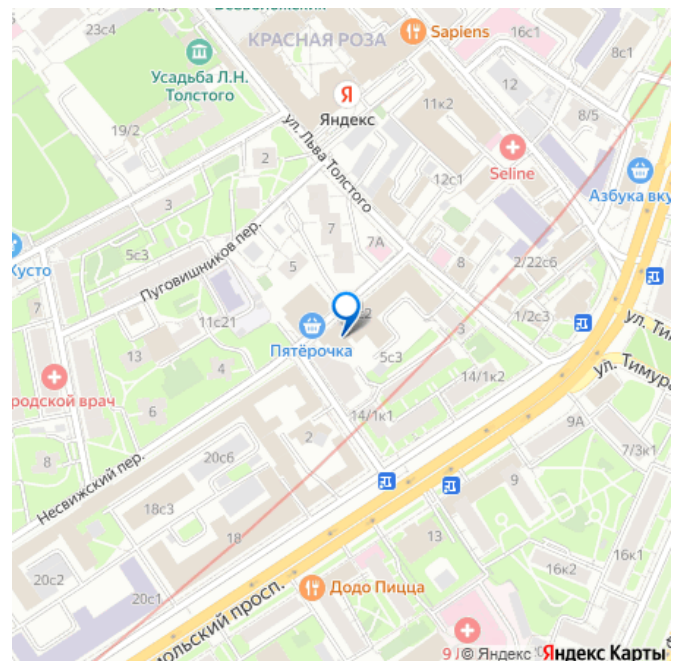 23с4
КРАСНАЯ РОЗА
Sapiens
16с1
8с1
Усадьба Л.Н.
Толстого
Яндекс
11к2
12
8/5
19/2
ул. Льва Толстого
2
Seline
12с1
Азбука вку
3
7
7А
Пуговишников пер.
5с3
5
8
2/22с6
Кусто
7
11с21
1/2с3
ул. Ти
Пятёрочка
3
13
4
5с3
14/1к2
ул. Тимура
родской врач
6
14/1к1
9А
2
7/3к1
8
20с6
Несвижский пер.
9
18с3
18
13
16к1
20с2
16к2
20с1
ОЛЬСКИЙ ПРОСП.
Додо Пицца
9
© Яндекс
Яндекс Карты